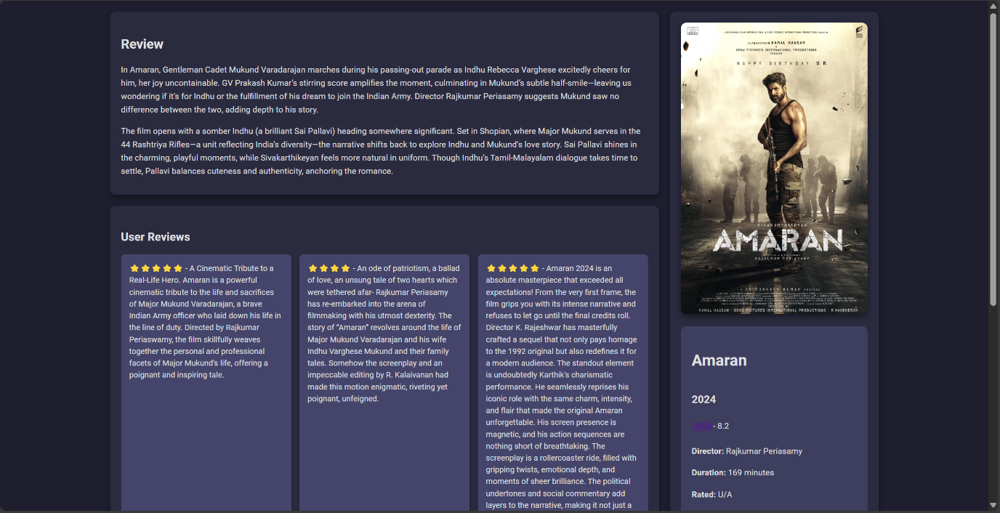 Review
In Amaran, Gentleman Cadet Mukund Varadarajan marches during his passing-out parade as Indhu Rebecca Varghese excitedly cheers for
him, her joy uncontainable. GV Prakash Kumar's stirring score amplifies the moment, culminating in Mukund's subtle half-smile—leaving us
wondering if it's for Indhu or the fulfillment of his dream to join the Indian Army. Director Rajkumar Periasamy suggests Mukund saw no
difference between the two, adding depth to his story.
The film opens with a somber Indhu (a brilliant Sai Pallavi) heading somewhere significant. Set in Shopian, where Major Mukund serves in the
44 Rashtriya Rifles—a unit reflecting India's diversity—the narrative shifts back to explore Indhu and Mukund's love story. Sai Pallavi shines in
the charming, playful moments, while Sivakarthikeyan feels more natural in uniform. Though Indhu's Tamil-Malayalam dialogue takes time to
settle, Pallavi balances cuteness and authenticity, anchoring the romance.
User Reviews
⭐⭐⭐⭐⭐ - A Cinematic Tribute to a
Real-Life Hero. Amaran is a powerful
cinematic tribute to the life and sacrifices
of Major Mukund Varadarajan, a brave
Indian Army officer who laid down his life in
the line of duty. Directed by Rajkumar
Periaswamy, the film skillfully weaves
together the personal and professional
facets of Major Mukund's life, offering a
poignant and inspiring tale.
⭐⭐⭐⭐ - An ode of patriotism, a ballad
of love, an unsung tale of two hearts which
were tethered afar- Rajkumar Periasamy
has re-embarked into the arena of
filmmaking with his utmost dexterity. The
story of “Amaran” revolves around the life of
Major Mukund Varadarajan and his wife
Indhu Varghese Mukund and their family
tales. Somehow the screenplay and an
impeccable editing by R. Kalaivanan had
made this motion enigmatic, riveting yet
poignant, unfeigned.
⭐⭐⭐⭐⭐ - Amaran 2024 is an
absolute masterpiece that exceeded all
expectations! From the very first frame, the
film grips you with its intense narrative and
refuses to let go until the final credits roll.
Director K. Rajeshwar has masterfully
crafted a sequel that not only pays homage
to the 1992 original but also redefines it for
a modern audience. The standout element
is undoubtedly Karthik's charismatic
performance. He seamlessly reprises his
iconic role with the same charm, intensity,
and flair that made the original Amaran
unforgettable. His screen presence is
magnetic, and his action sequences are
nothing short of breathtaking. The
screenplay is a rollercoaster ride, filled with
gripping twists, emotional depth, and
moments of sheer brilliance. The political
undertones and social commentary add
layers to the narrative, making it not just a
KAMAL HAASAN
SONY PICTURES INTERNATIONAL PRODUCTIONS
PRESENT
HAPPY BIRTHDAY SK
SIVAKARTHIKEYAN
AMARAN
RAJKUMAR PERIASAMY
A GV PRAKASH KUMAR MUSICAL
KAMAL HAASAN - SONY PICTURES INTERNATIONAL PRODUCTIONS - R.MAHENDRAN
Amaran
2024
IMDb- 8.2
Director: Rajkumar Periasamy
Duration: 169 minutes
Rated: U/A